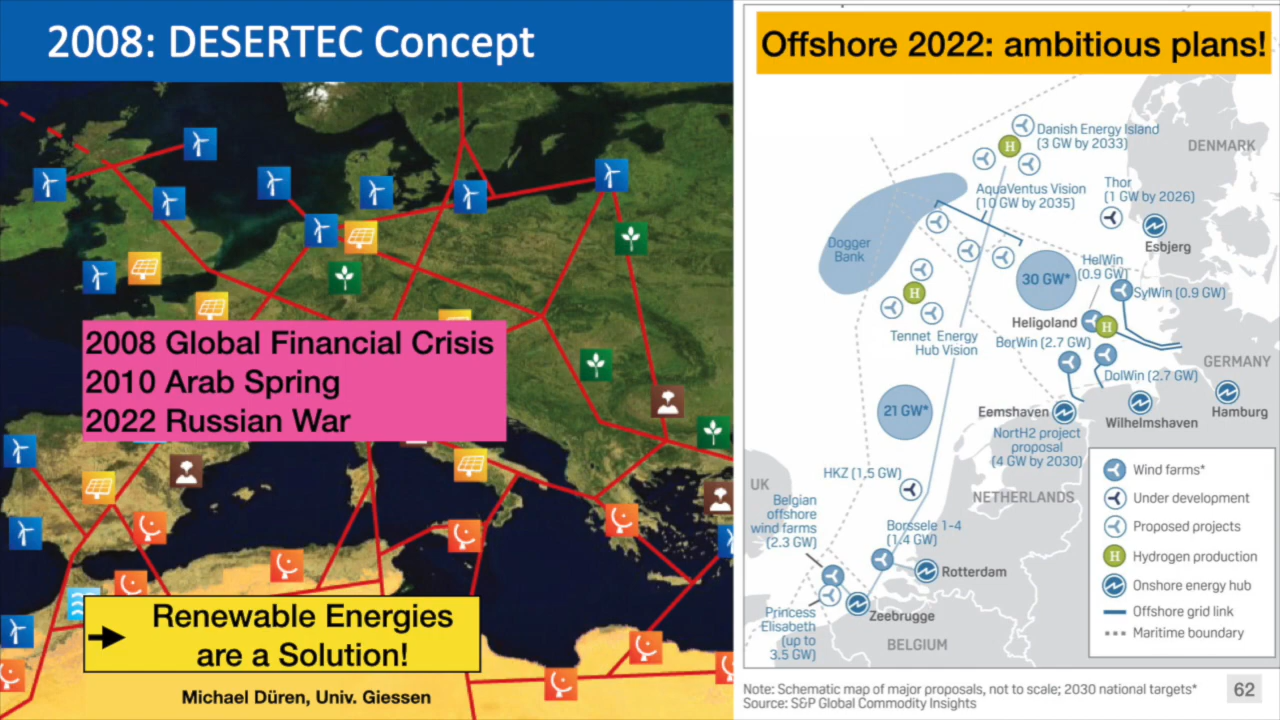 2008: DESERTEC Concept
2008 Global Financial Crisis
2010 Arab Spring
2022 Russian War
Renewable Energies
are a Solution!
Michael Düren, Univ. Giessen
Offshore 2022: ambitious plans!
Danish Energy Island
(3 GW by 2033)
H
DENMARK
AquaVentus Vision
(10 GW by 2035)
Thor
(1 GW by 2026)
Esbjerg
Dogger
Bank
30 GW*
HelWin
(0.9 GW)
SylWin (0.9 GW)
H
Heligoland
H
Tennet Energy
Hub Vision
BorWin (2.7 GW)
GERMANY
DolWin (2.7 GW)
21 GW*
Eemshaven
Wilhelmshaven
Hamburg
NortH2 project
proposal
(4 GW by 2030)
HKZ (1.5 GW)
UK
NETHERLANDS
Belgian
offshore
wind farms
(2.3 GW)
Borssele 1-4
(1.4 GW)
Rotterdam
Zeebrugge
Princess
Elisabeth
(up to
3.5 GW)
BELGIUM
Wind farms*
Under development
Proposed projects
H Hydrogen production
Onshore energy hub
Offshore grid link
Maritime boundary
Note: Schematic map of major proposals, not to scale; 2030 national targets*
Source: S&P Global Commodity Insights
62